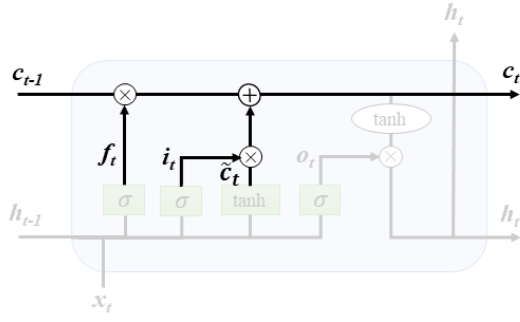 h_t
c_{t-1}
c_t
×
+
tanh
f_t
i_t
×
c̃_t
o_t
×
σ
σ
tanh
σ
h_{t-1}
h_t
x_t